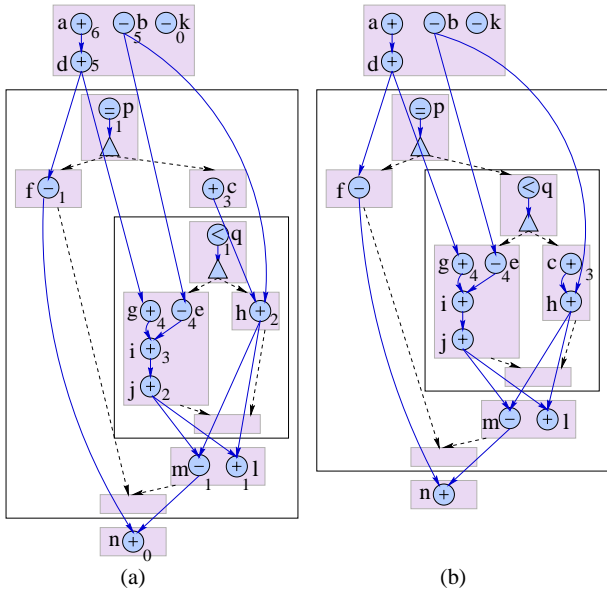 a + 6 − b 5 − k 0
d + 5
= p 1
f − 1 + c 3
< q 1
g + 4 − e 4 h + 2
i + 3
j + 2
m − 1 + l 1
n + 0
(a)
a + − b − k
d +
= p
f − < q
g + 4 − e 4 c + 3
i + h +
j +
m − + l
n +
(b)